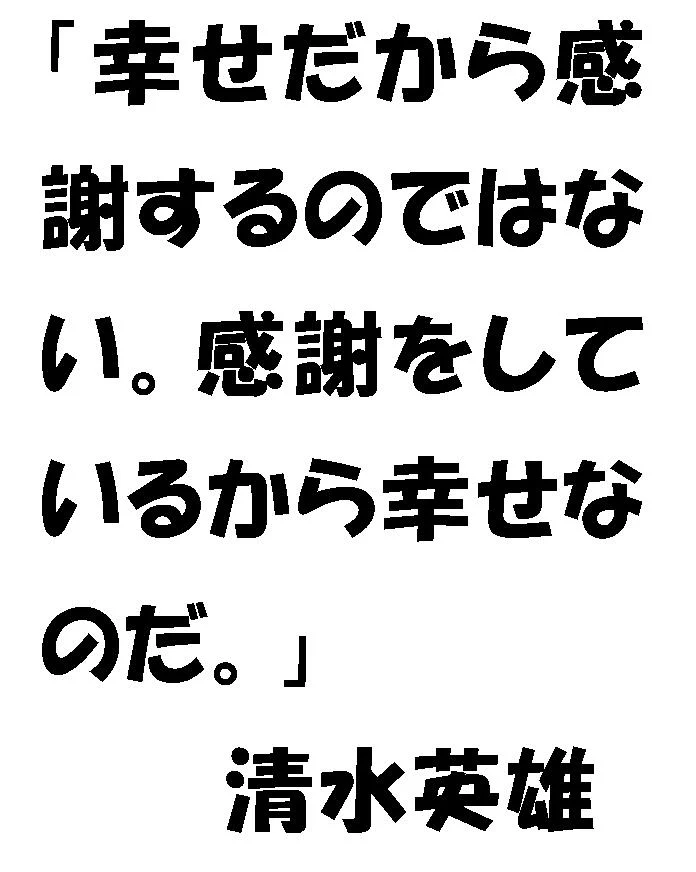 「幸せだから感
謝するのではな
い。感謝をして
いるから幸せな
のだ。」
清水英雄